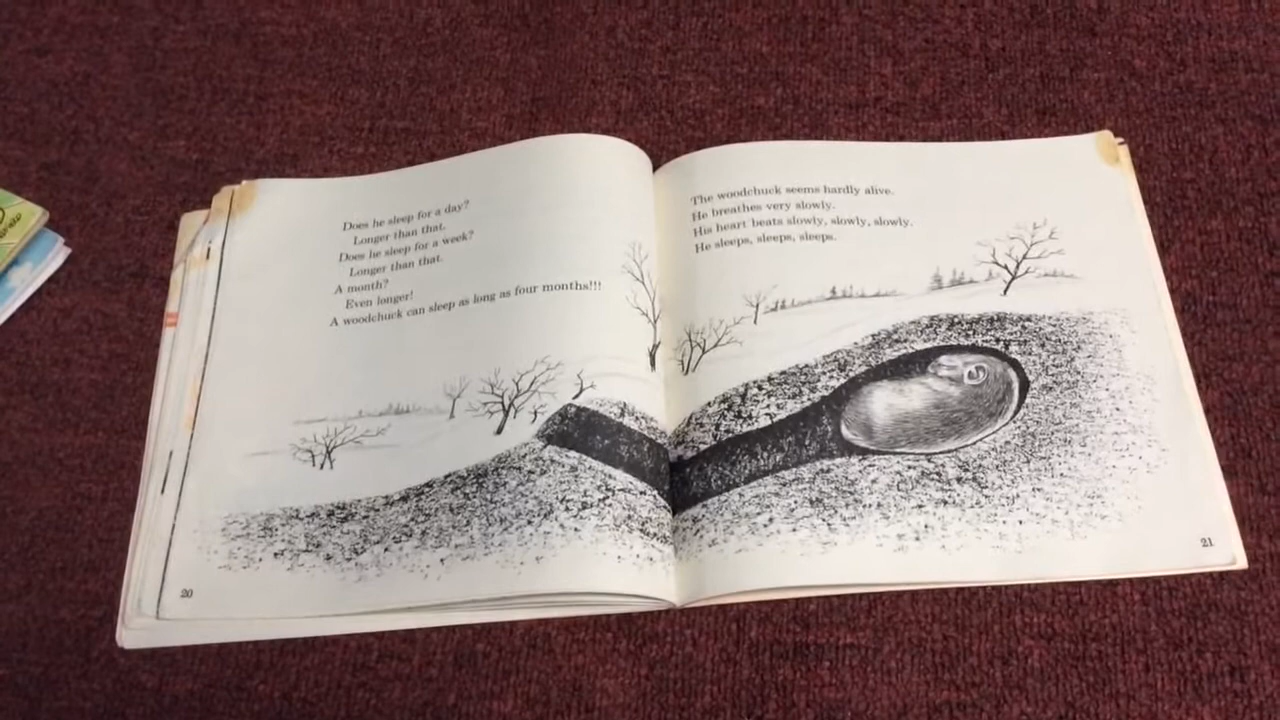 Does he sleep for a day?
Longer than that.
Does he sleep for a week?
Longer than that.
A month?
Even longer!
A woodchuck can sleep as long as four months!!!
20
The woodchuck seems hardly alive.
He breathes very slowly.
His heart beats slowly, slowly, slowly.
He sleeps, sleeps, sleeps.
21